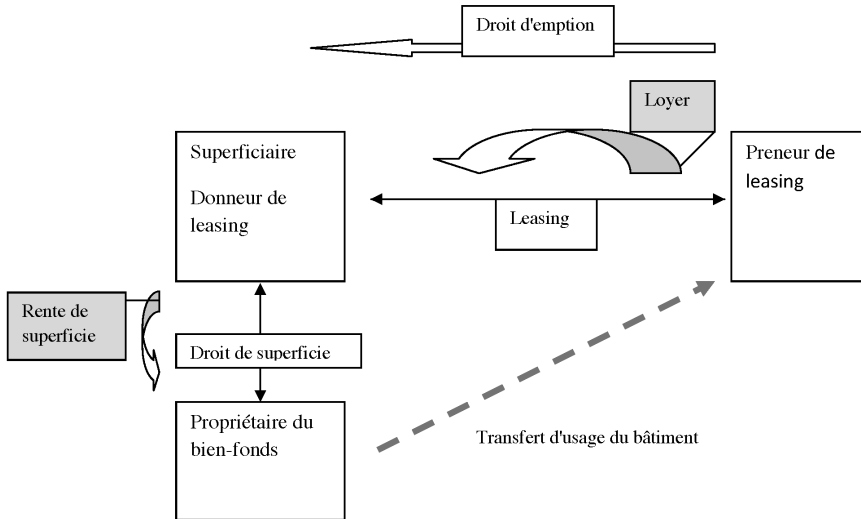 Droit d'emption
Loyer
Superficiaire
Donneur de
leasing
Preneur de
leasing
Leasing
Rente de
superficie
Droit de superficie
Propriétaire du
bien-fonds
Transfert d'usage du bâtiment